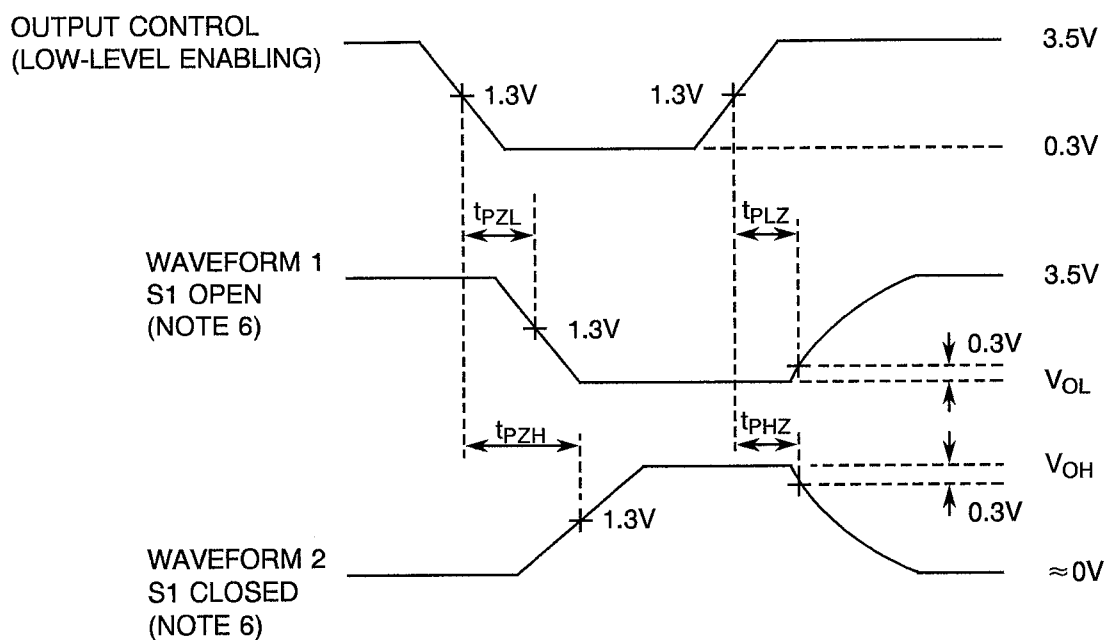 OUTPUT CONTROL
(LOW-LEVEL ENABLING)
3.5V
1.3V
1.3V
0.3V
tPZL
tPLZ
WAVEFORM 1
S1 OPEN
(NOTE 6)
3.5V
1.3V
0.3V
VOL
tPZH
tPHZ
VOH
1.3V
0.3V
WAVEFORM 2
S1 CLOSED
(NOTE 6)
≈0V